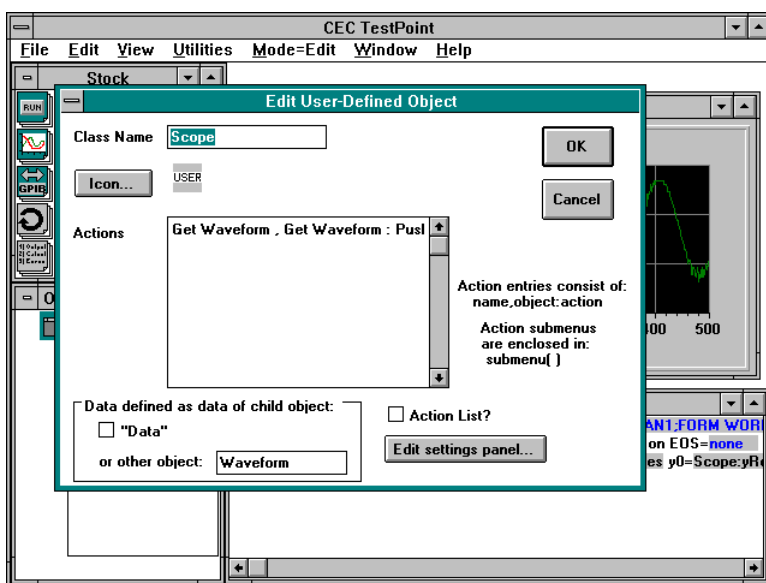 CEC TestPoint
File Edit View Utilities Mode=Edit Window Help
Stock
RUN
GPIB
Edit User-Defined Object
Class Name Scope
OK
Icon... USER
Cancel
Actions
Get Waveform , Get Waveform : Pusl
Action entries consist of:
name,object:action
Action submenus
are enclosed in:
submenu( )
400 500
O
Data defined as data of child object:
"Data"
or other object: Waveform
Action List?
Edit settings panel...
AN1;FORM WORI
on EOS=none
es y0=Scope:yRe